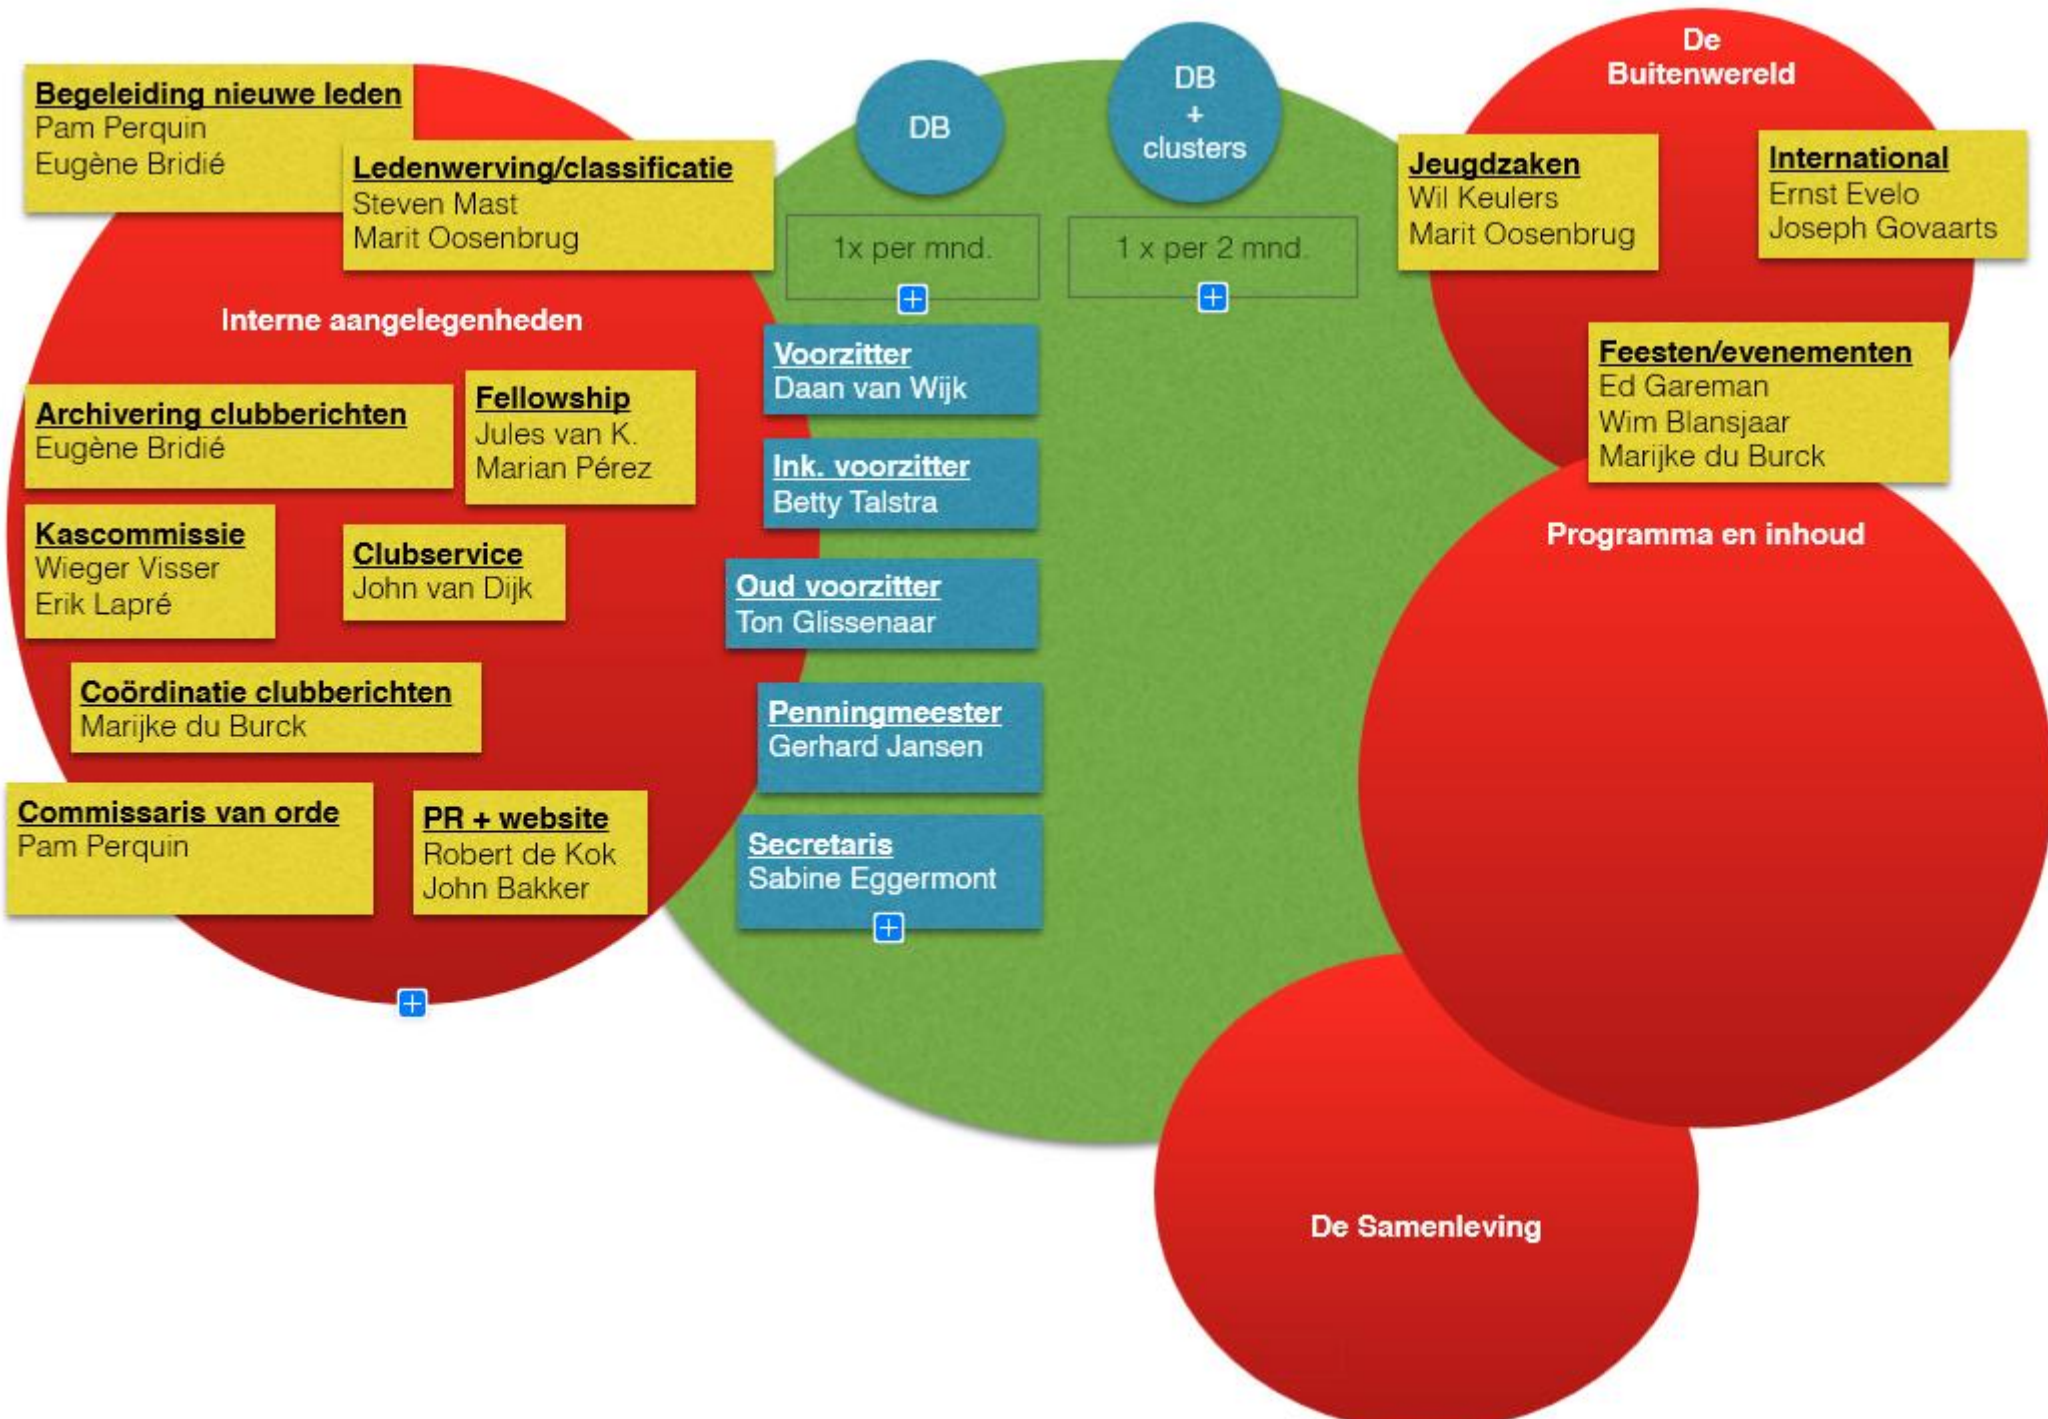 Begeleiding nieuwe leden
Pam Perquin
Eugène Bridié
Ledenwerving/classificatie
Steven Mast
Marit Oosenbrug
Interne aangelegenheden
Archivering clubberichten
Eugène Bridié
Fellowship
Jules van K.
Marian Pérez
Kascommissie
Wieger Visser
Erik Lapré
Clubservice
John van Dijk
Coördinatie clubberichten
Marijke du Burck
Commissaris van orde
Pam Perquin
PR + website
Robert de Kok
John Bakker
DB
1x per mnd.
DB
+
clusters
1 x per 2 mnd.
Voorzitter
Daan van Wijk
Ink. voorzitter
Betty Talstra
Oud voorzitter
Ton Glissenaar
Penningmeester
Gerhard Jansen
Secretaris
Sabine Eggermont
De
Buitenwereld
Jeugdzaken
Wil Keulers
Marit Oosenbrug
International
Ernst Evelo
Joseph Govaarts
Feesten/evenementen
Ed Gareman
Wim Blansjaar
Marijke du Burck
Programma en inhoud
De Samenleving